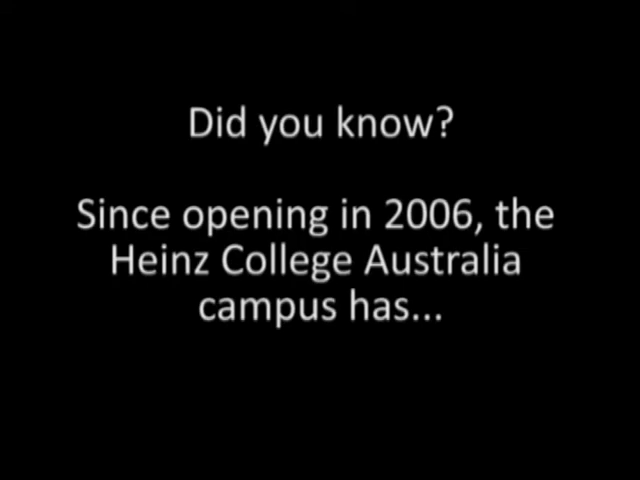 Did you know?
Since opening in 2006, the
Heinz College Australia
campus has...